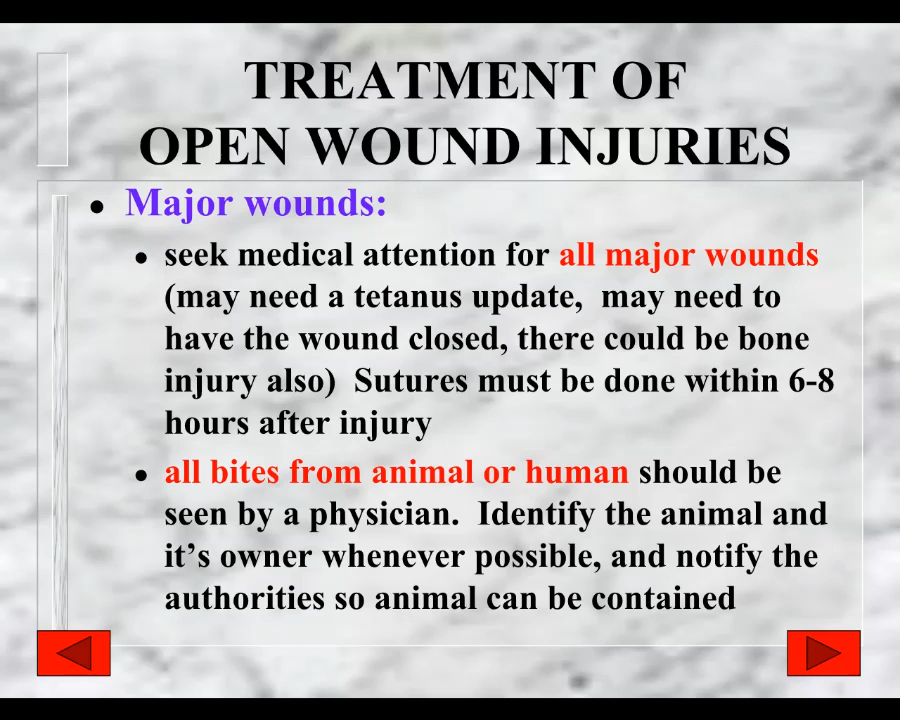 TREATMENT OF
OPEN WOUND INJURIES
• Major wounds:
• seek medical attention for all major wounds
(may need a tetanus update,  may need to
have the wound closed, there could be bone
injury also)  Sutures must be done within 6-8
hours after injury
• all bites from animal or human should be
seen by a physician.  Identify the animal and
it’s owner whenever possible, and notify the
authorities so animal can be contained